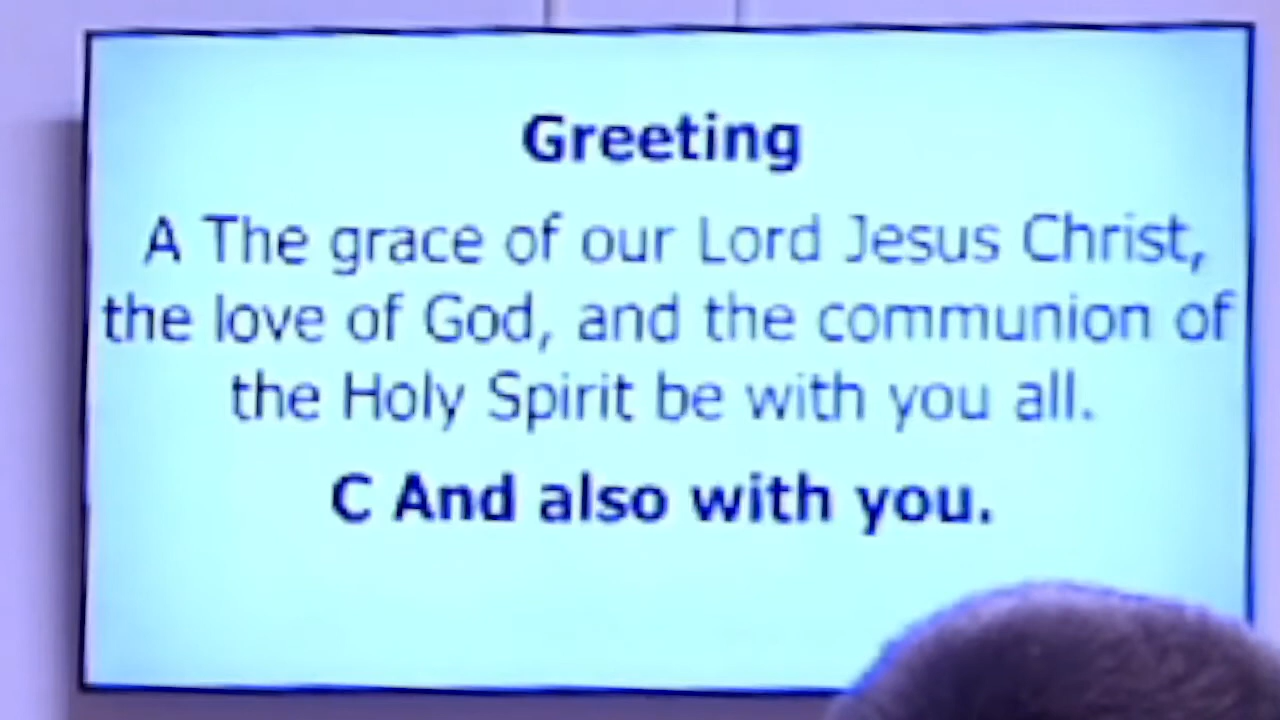 Greeting
A The grace of our Lord Jesus Christ,
the love of God, and the communion of
the Holy Spirit be with you all.
C And also with you.